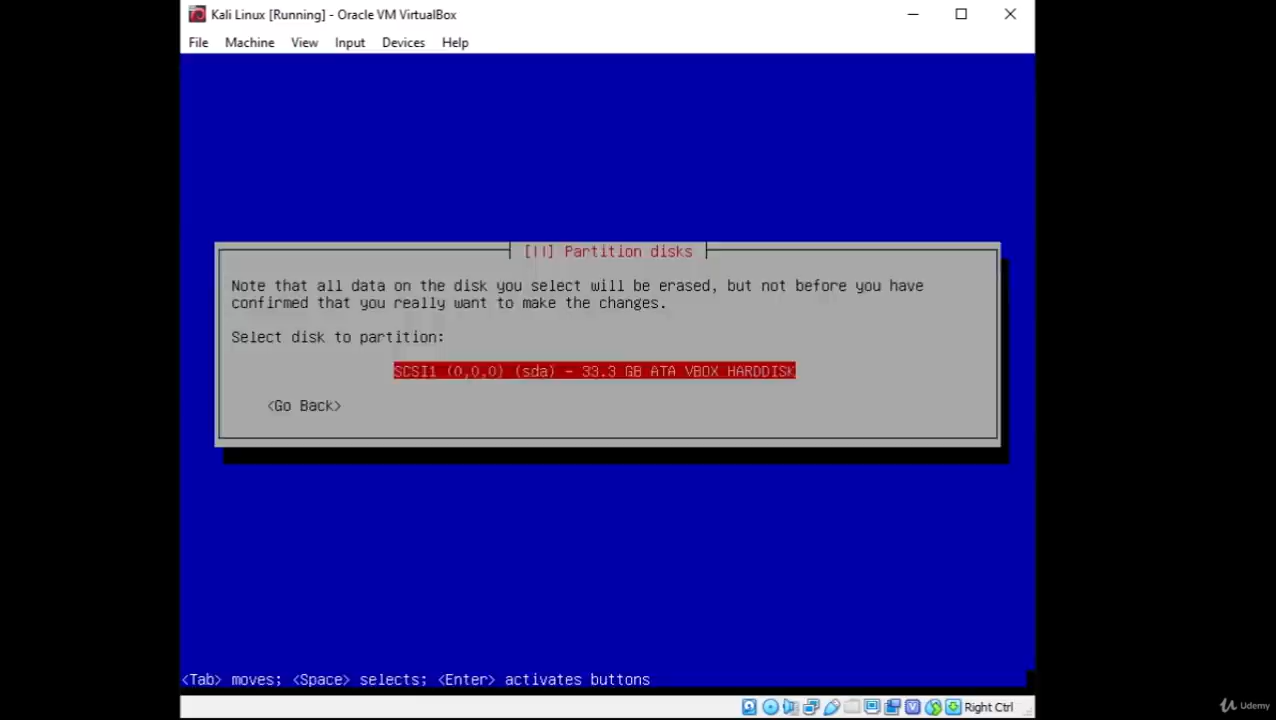 Kali Linux [Running] - Oracle VM VirtualBox
File Machine View Input Devices Help
[!!] Partition disks
Note that all data on the disk you select will be erased, but not before you have
confirmed that you really want to make the changes.
Select disk to partition:
SCSI1 (0,0,0) (sda) - 33.3 GB ATA VBOX HARDDISK
<Go Back>
<Tab> moves; <Space> selects; <Enter> activates buttons
Right Ctrl
Udemy